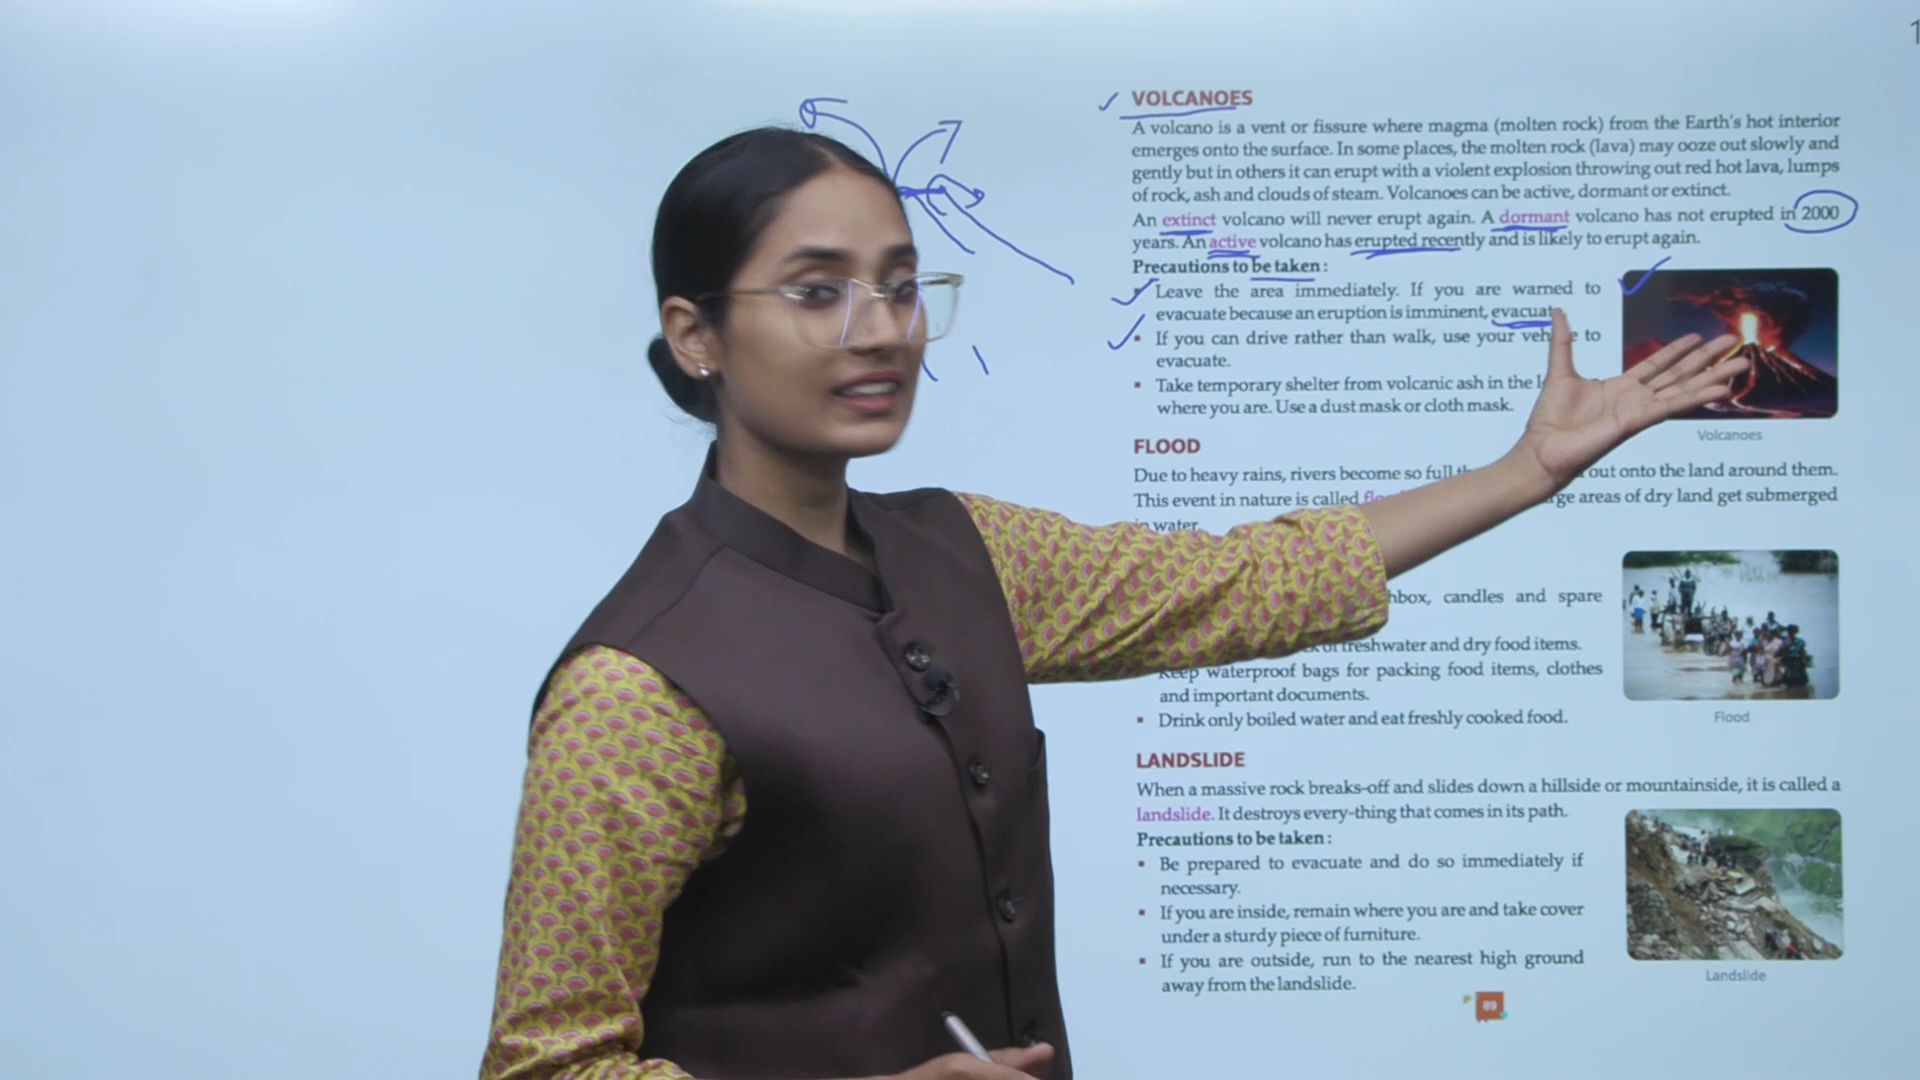 1
VOLCANOES
A volcano is a vent or fissure where magma (molten rock) from the Earth's hot interior
emerges onto the surface. In some places, the molten rock (lava) may ooze out slowly and
gently but in others it can erupt with a violent explosion throwing out red hot lava, lumps
of rock, ash and clouds of steam. Volcanoes can be active, dormant or extinct.
An extinct volcano will never erupt again. A dormant volcano has not erupted in 2000
years. An active volcano has erupted recently and is likely to erupt again.
Precautions to be taken:
▪ Leave the area immediately. If you are warned to
evacuate because an eruption is imminent,
▪ If you can drive rather than walk, use your to
evacuate.
▪ Take temporary shelter from volcanic ash in the
where you are. Use a dust mask or cloth mask.
Volcanoes
FLOOD
Due to heavy rains, rivers become so full out onto the land around them.
This event in nature is called areas of dry land get submerged
water.
candles and spare
freshwater and dry food items.
Keep waterproof bags for packing food items, clothes
and important documents.
▪ Drink only boiled water and eat freshly cooked food.
Flood
LANDSLIDE
When a massive rock breaks-off and slides down a hillside or mountainside, it is called a
landslide. It destroys every-thing that comes in its path.
Precautions to be taken:
▪ Be prepared to evacuate and do so immediately if
necessary.
▪ If you are inside, remain where you are and take cover
under a sturdy piece of furniture.
▪ If you are outside, run to the nearest high ground
away from the landslide.
Landslide
89